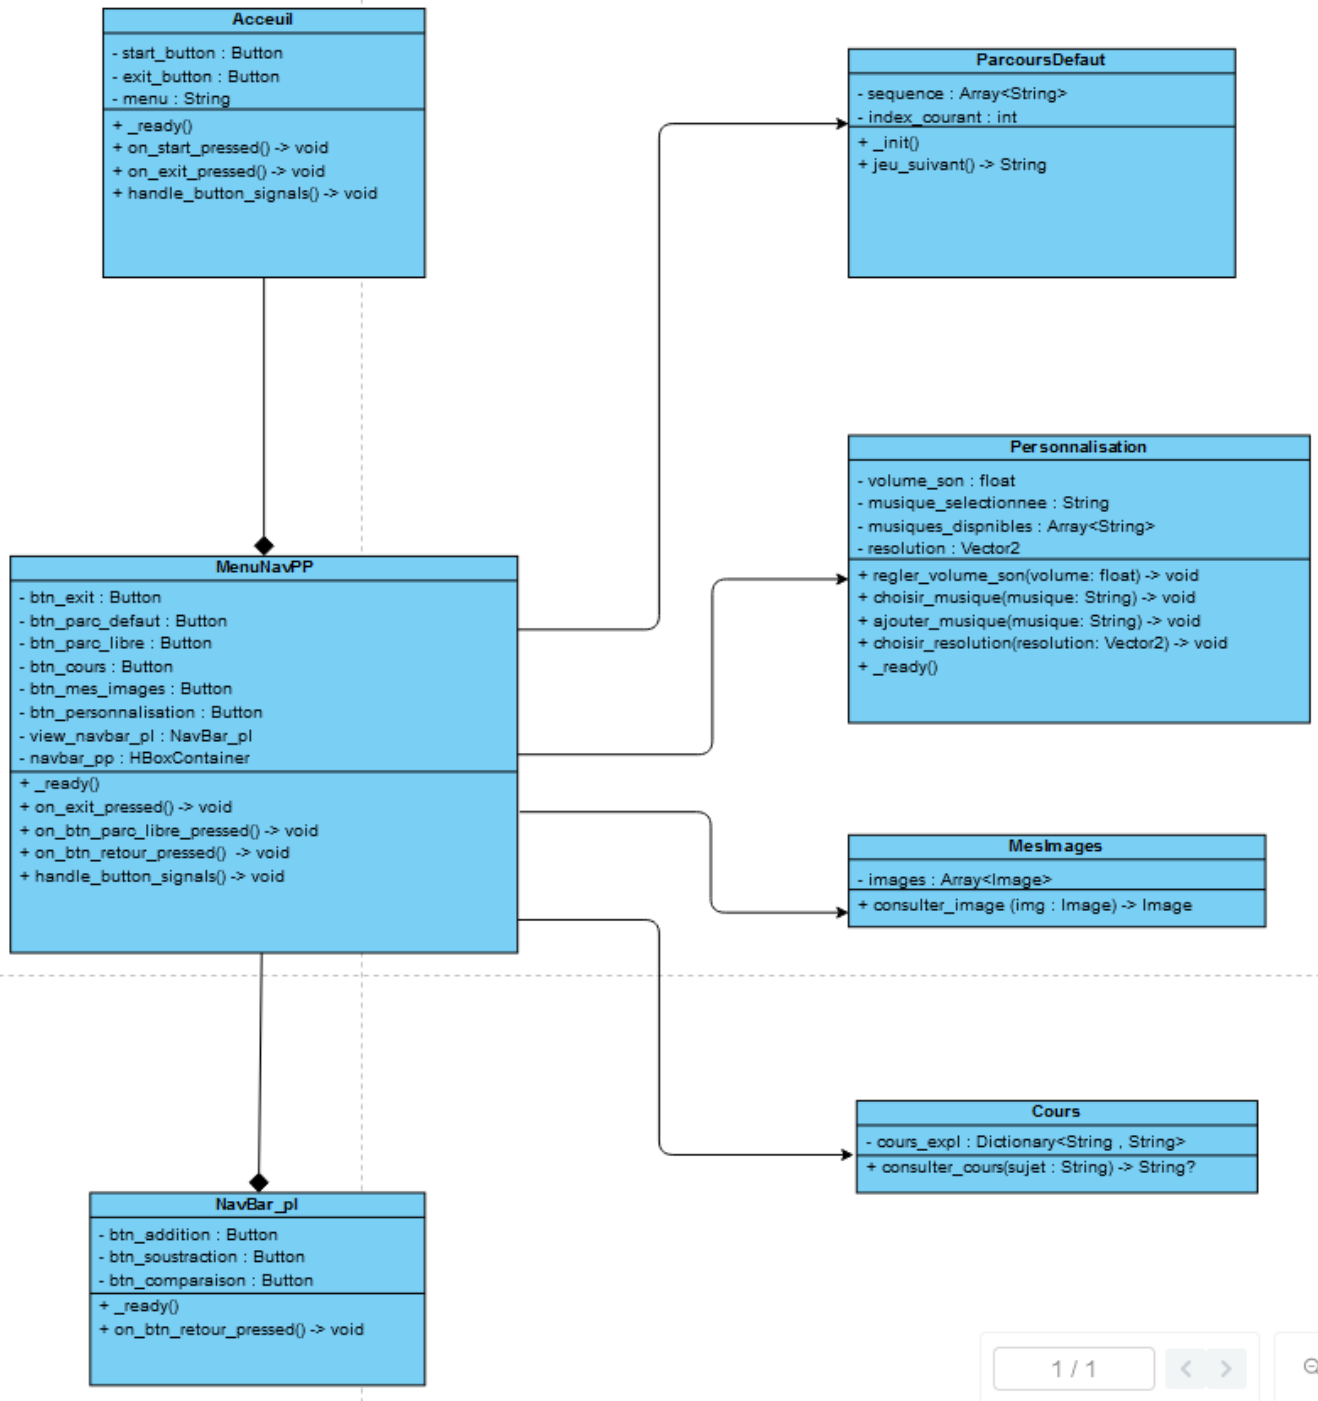 Acceuil
- start_button : Button
- exit_button : Button
- menu : String
+ _ready()
+ on_start_pressed() -> void
+ on_exit_pressed() -> void
+ handle_button_signals() -> void
ParcoursDefaut
- sequence : Array<String>
- index_courant : int
+ _init()
+ jeu_suivant() -> String
Personnalisation
- volume_son : float
- musique_selectionnee : String
- musiques_dispnibles : Array<String>
- resolution : Vector2
+ regler_volume_son(volume: float) -> void
+ choisir_musique(musique: String) -> void
+ ajouter_musique(musique: String) -> void
+ choisir_resolution(resolution: Vector2) -> void
+ _ready()
MenuNavPP
- btn_exit : Button
- btn_parc_defaut : Button
- btn_parc_libre : Button
- btn_cours : Button
- btn_mes_images : Button
- btn_personnalisation : Button
- view_navbar_pl : NavBar_pl
- navbar_pp : HBoxContainer
+ _ready()
+ on_exit_pressed() -> void
+ on_btn_parc_libre_pressed() -> void
+ on_btn_retour_pressed()  -> void
+ handle_button_signals() -> void
MesImages
- images : Array<Image>
+ consulter_image (img : Image) -> Image
Cours
- cours_expl : Dictionary<String , String>
+ consulter_cours(sujet : String) -> String?
NavBar_pl
- btn_addition : Button
- btn_soustraction : Button
- btn_comparaison : Button
+ _ready()
+ on_btn_retour_pressed() -> void
1 / 1